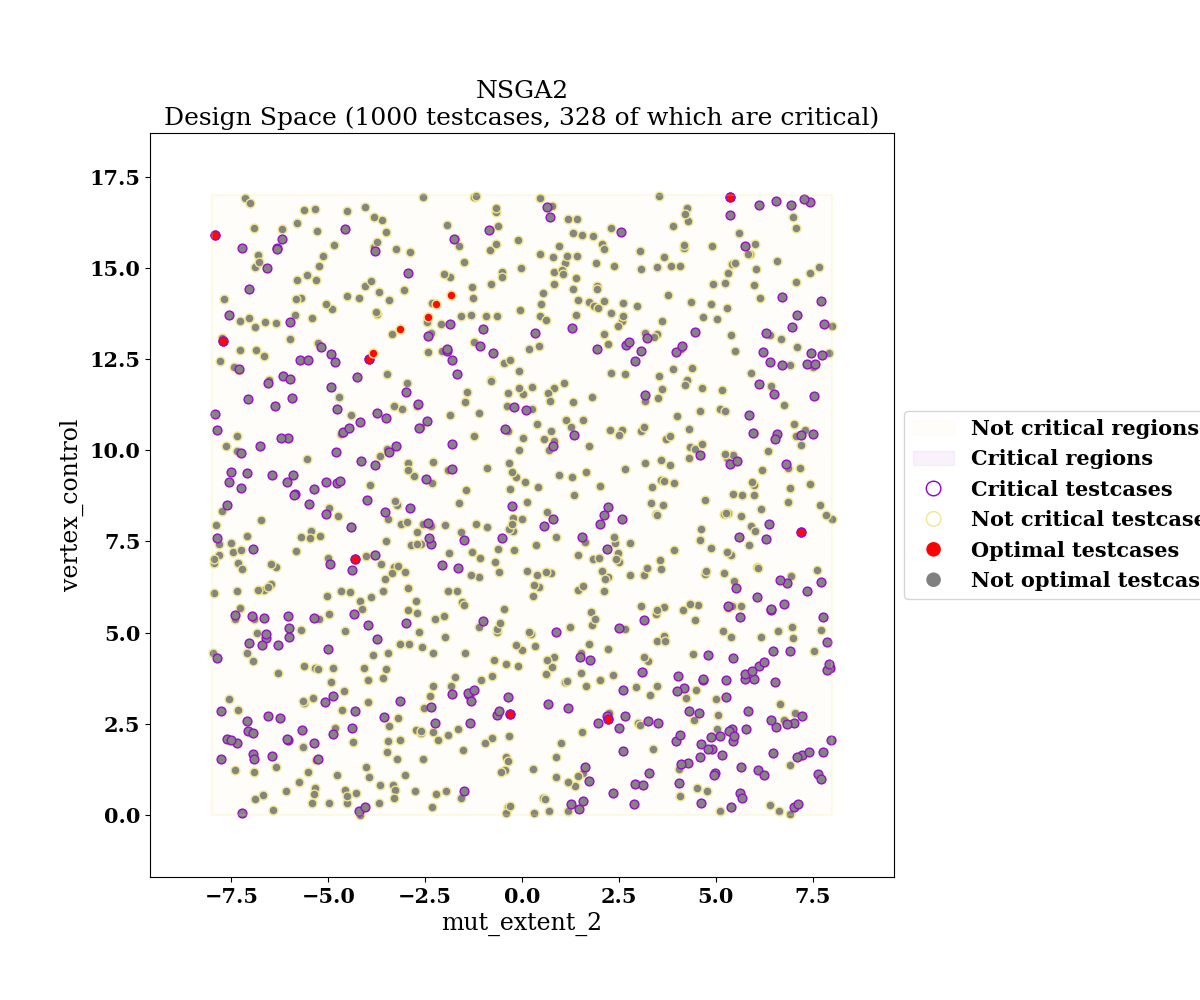 NSGA2
Design Space (1000 testcases, 328 of which are critical)
17.5
15.0
12.5
10.0
7.5
5.0
2.5
0.0
vertex_control
−7.5 −5.0 −2.5 0.0 2.5 5.0 7.5
mut_extent_2
Not critical regions
Critical regions
Critical testcases
Not critical testcase
Optimal testcases
Not optimal testcas